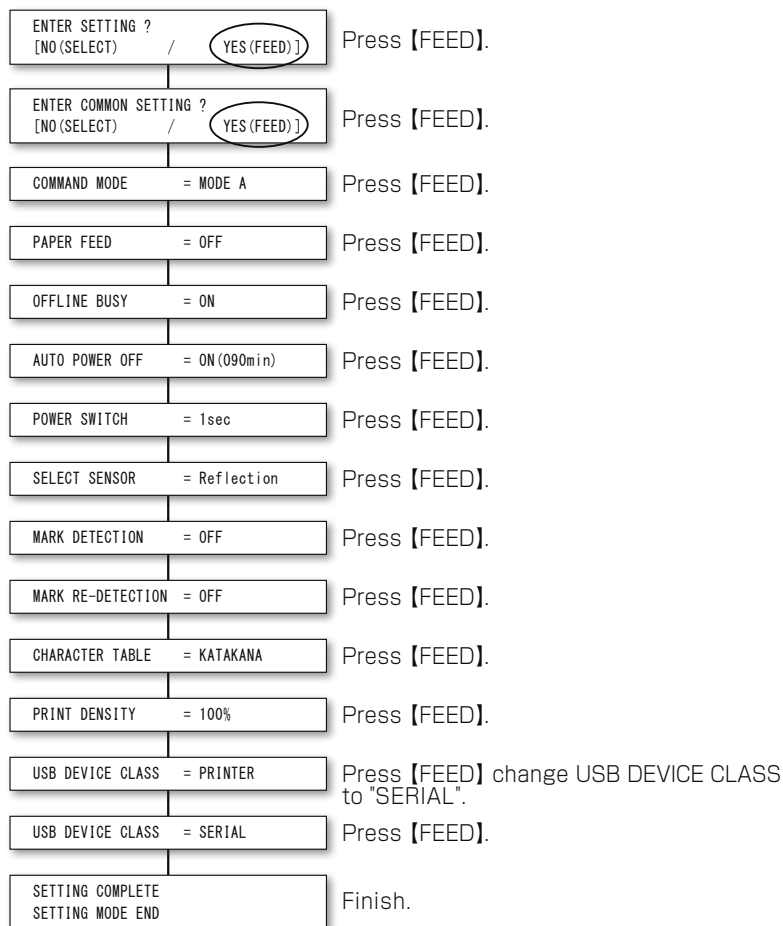 ENTER SETTING ?
[NO(SELECT) / YES(FEED)]
Press【FEED】.
ENTER COMMON SETTING ?
[NO(SELECT) / YES(FEED)]
Press【FEED】.
COMMAND MODE = MODE A
Press【FEED】.
PAPER FEED = OFF
Press【FEED】.
OFFLINE BUSY = ON
Press【FEED】.
AUTO POWER OFF = ON(090min)
Press【FEED】.
POWER SWITCH = 1sec
Press【FEED】.
SELECT SENSOR = Reflection
Press【FEED】.
MARK DETECTION = OFF
Press【FEED】.
MARK RE-DETECTION = OFF
Press【FEED】.
CHARACTER TABLE = KATAKANA
Press【FEED】.
PRINT DENSITY = 100%
Press【FEED】.
USB DEVICE CLASS = PRINTER
Press【FEED】change USB DEVICE CLASS
to "SERIAL".
USB DEVICE CLASS = SERIAL
Press【FEED】.
SETTING COMPLETE
SETTING MODE END
Finish.